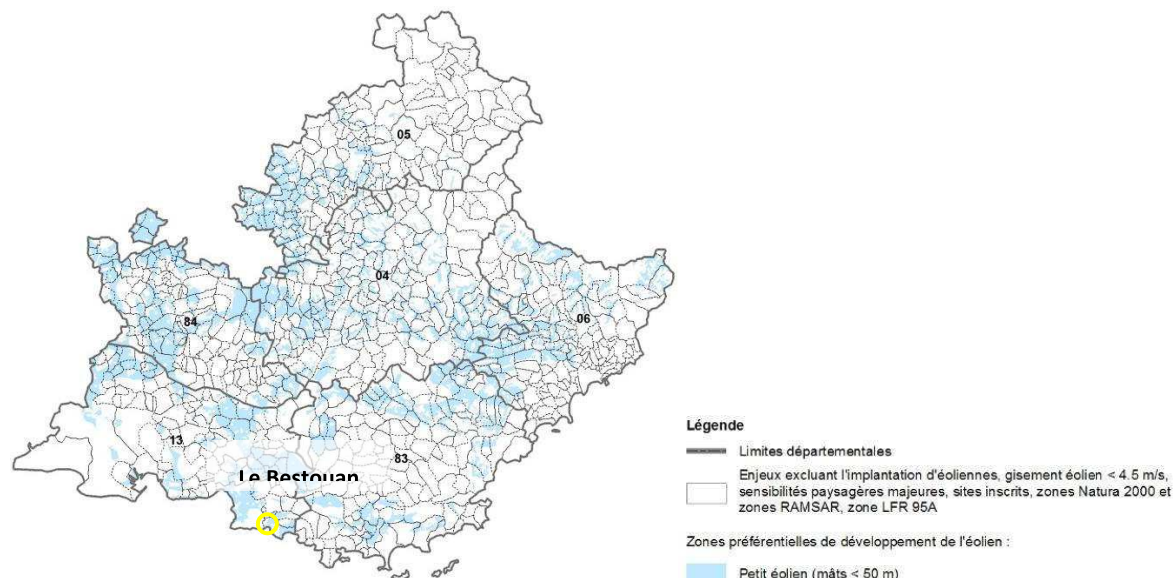 05
04
06
84
13
83
Le Bestouan
Légende
Limites départementales
Enjeux excluant l'implantation d'éoliennes, gisement éolien < 4.5 m/s,
sensibilités paysagères majeures, sites inscrits, zones Natura 2000 et
zones RAMSAR, zone LFR 95A
Zones préférentielles de développement de l'éolien :
Petit éolien (mâts < 50 m)